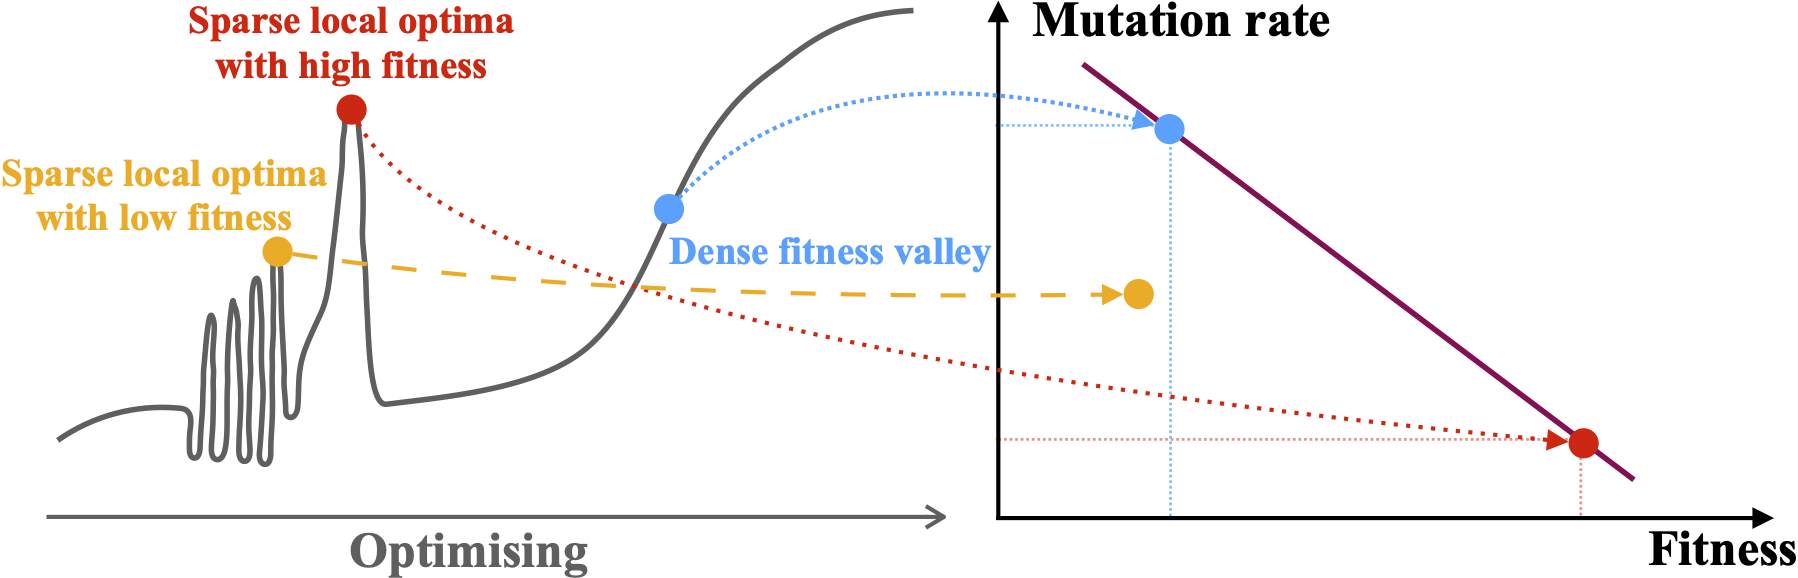 Sparse local optima
with high fitness
Sparse local optima
with low fitness
Dense fitness valley
Optimising
Mutation rate
Fitness